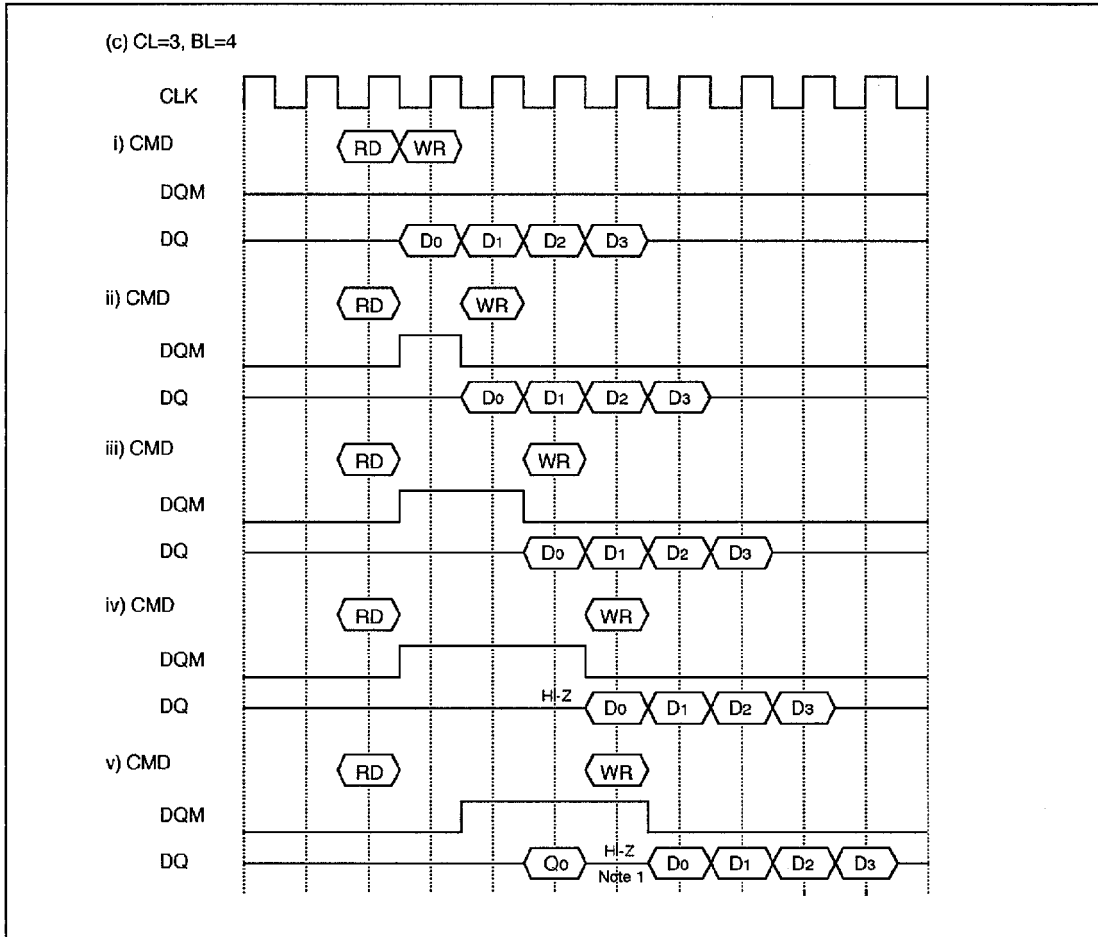 (c) CL=3, BL=4
CLK
i) CMD RD WR
DQM
DQ D0 D1 D2 D3
ii) CMD RD WR
DQM
DQ D0 D1 D2 D3
iii) CMD RD WR
DQM
DQ D0 D1 D2 D3
iv) CMD RD WR
DQM
Hi-Z
DQ D0 D1 D2 D3
v) CMD RD WR
DQM
Hi-Z
DQ Q0 D0 D1 D2 D3
Note 1